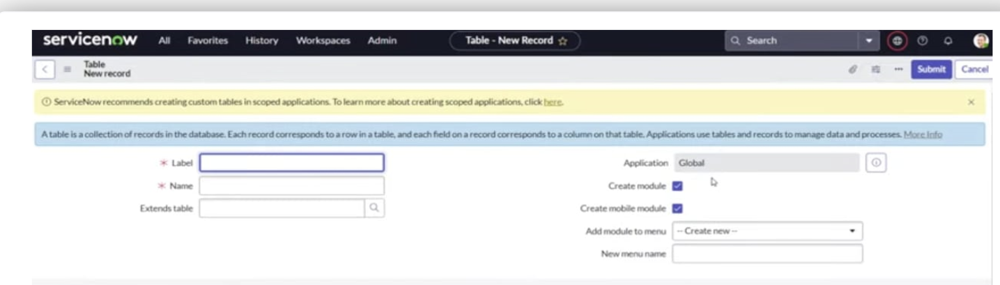 servicenow All Favorites History Workspaces Admin Table - New Record Search
Table
New record
Submit Cancel
ServiceNow recommends creating custom tables in scoped applications. To learn more about creating scoped applications, click here.
A table is a collection of records in the database. Each record corresponds to a row in a table, and each field on a record corresponds to a column on that table. Applications use tables and records to manage data and processes. More Info
* Label
* Name
Extends table
Application Global
Create module
Create mobile module
Add module to menu -- Create new --
New menu name